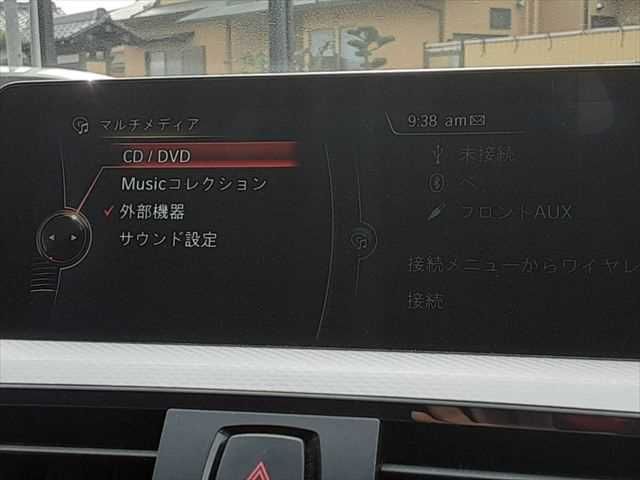 マルチメディア
CD / DVD
Musicコレクション
外部機器
サウンド設定
9:38 am
未接続
フロントAUX
接続メニューからワイヤレ
接続